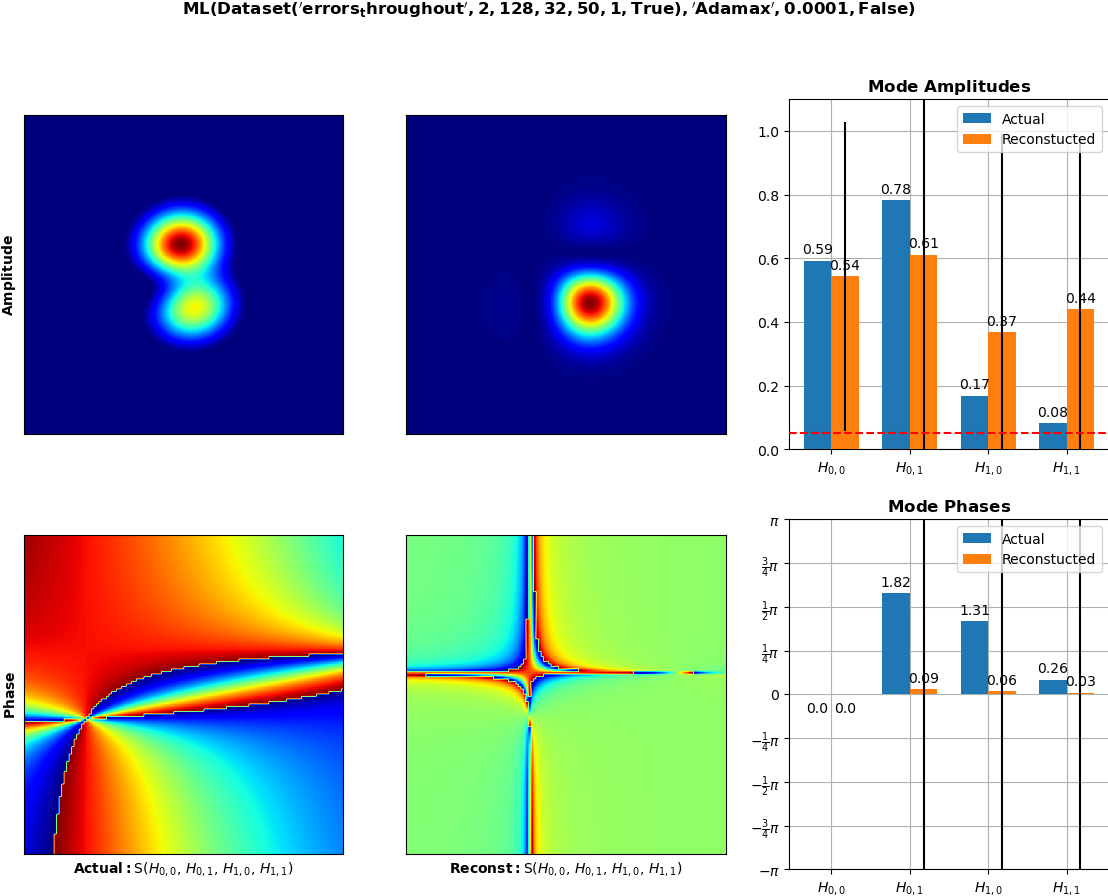 ML(Dataset('errors_throughout', 2, 128, 32, 50, 1, True), 'Adamax', 0.0001, False)
Amplitude
Mode Amplitudes
Actual
Reconstucted
1.0
0.8
0.6
0.4
0.2
0.0
0.59
0.54
0.78
0.61
0.17
0.37
0.08
0.44
H0,0
H0,1
H1,0
H1,1
Phase
Actual: S(H0,0, H0,1, H1,0, H1,1)
Reconst: S(H0,0, H0,1, H1,0, H1,1)
Mode Phases
Actual
Reconstucted
π
3/4π
1/2π
1/4π
0
−1/4π
−1/2π
−3/4π
−π
0.0
0.0
1.82
0.09
1.31
0.06
0.26
0.03
H0,0
H0,1
H1,0
H1,1